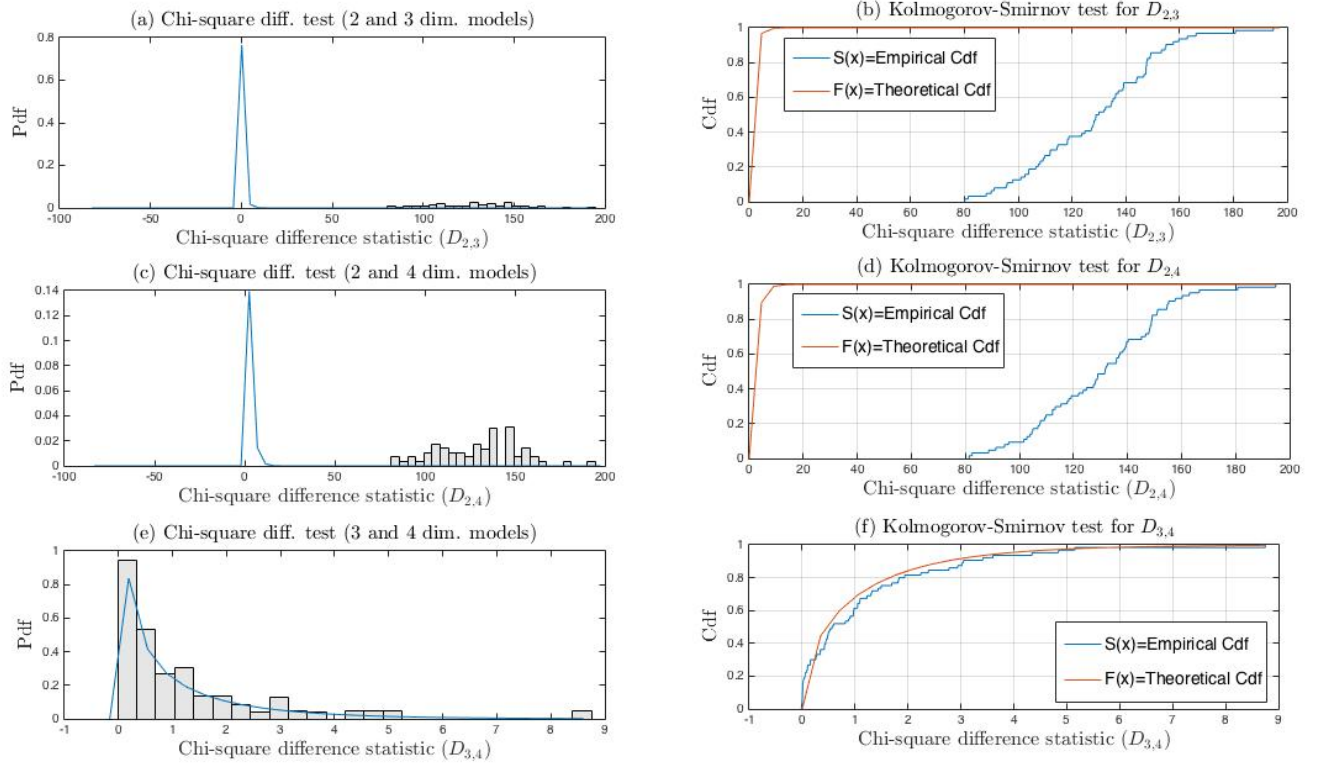 (a) Chi-square diff. test (2 and 3 dim. models)
0.8
0.6
0.4
0.2
0
Pdf
-100 -50 0 50 100 150 200
Chi-square difference statistic (D2,3)
(b) Kolmogorov-Smirnov test for D2,3
1
0.8
0.6
0.4
0.2
0
Cdf
S(x)=Empirical Cdf
F(x)=Theoretical Cdf
0 20 40 60 80 100 120 140 160 180 200
Chi-square difference statistic (D2,3)
(c) Chi-square diff. test (2 and 4 dim. models)
0.14
0.12
0.1
0.08
0.06
0.04
0.02
0
Pdf
-100 -50 0 50 100 150 200
Chi-square difference statistic (D2,4)
(d) Kolmogorov-Smirnov test for D2,4
1
0.8
0.6
0.4
0.2
0
Cdf
S(x)=Empirical Cdf
F(x)=Theoretical Cdf
0 20 40 60 80 100 120 140 160 180 200
Chi-square difference statistic (D2,4)
(e) Chi-square diff. test (3 and 4 dim. models)
1
0.8
0.6
0.4
0.2
0
Pdf
-1 0 1 2 3 4 5 6 7 8 9
Chi-square difference statistic (D3,4)
(f) Kolmogorov-Smirnov test for D3,4
1
0.8
0.6
0.4
0.2
0
Cdf
S(x)=Empirical Cdf
F(x)=Theoretical Cdf
-1 0 1 2 3 4 5 6 7 8 9
Chi-square difference statistic (D3,4)